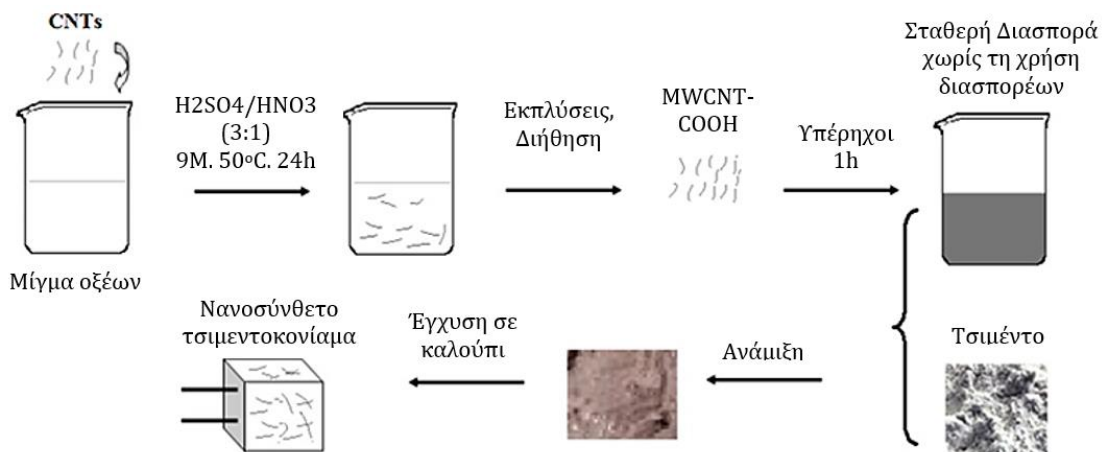 CNTs
H2SO4/HNO3
(3:1)
9M. 50ºC. 24h
Εκπλύσεις,
Διήθηση
MWCNT-
COOH
Υπέρηχοι
1h
Σταθερή Διασπορά
χωρίς τη χρήση
διασπορέων
Μίγμα οξέων
Νανοσύνθετο
τσιμεντοκονίαμα
Έγχυση σε
καλούπι
Ανάμιξη
Τσιμέντο